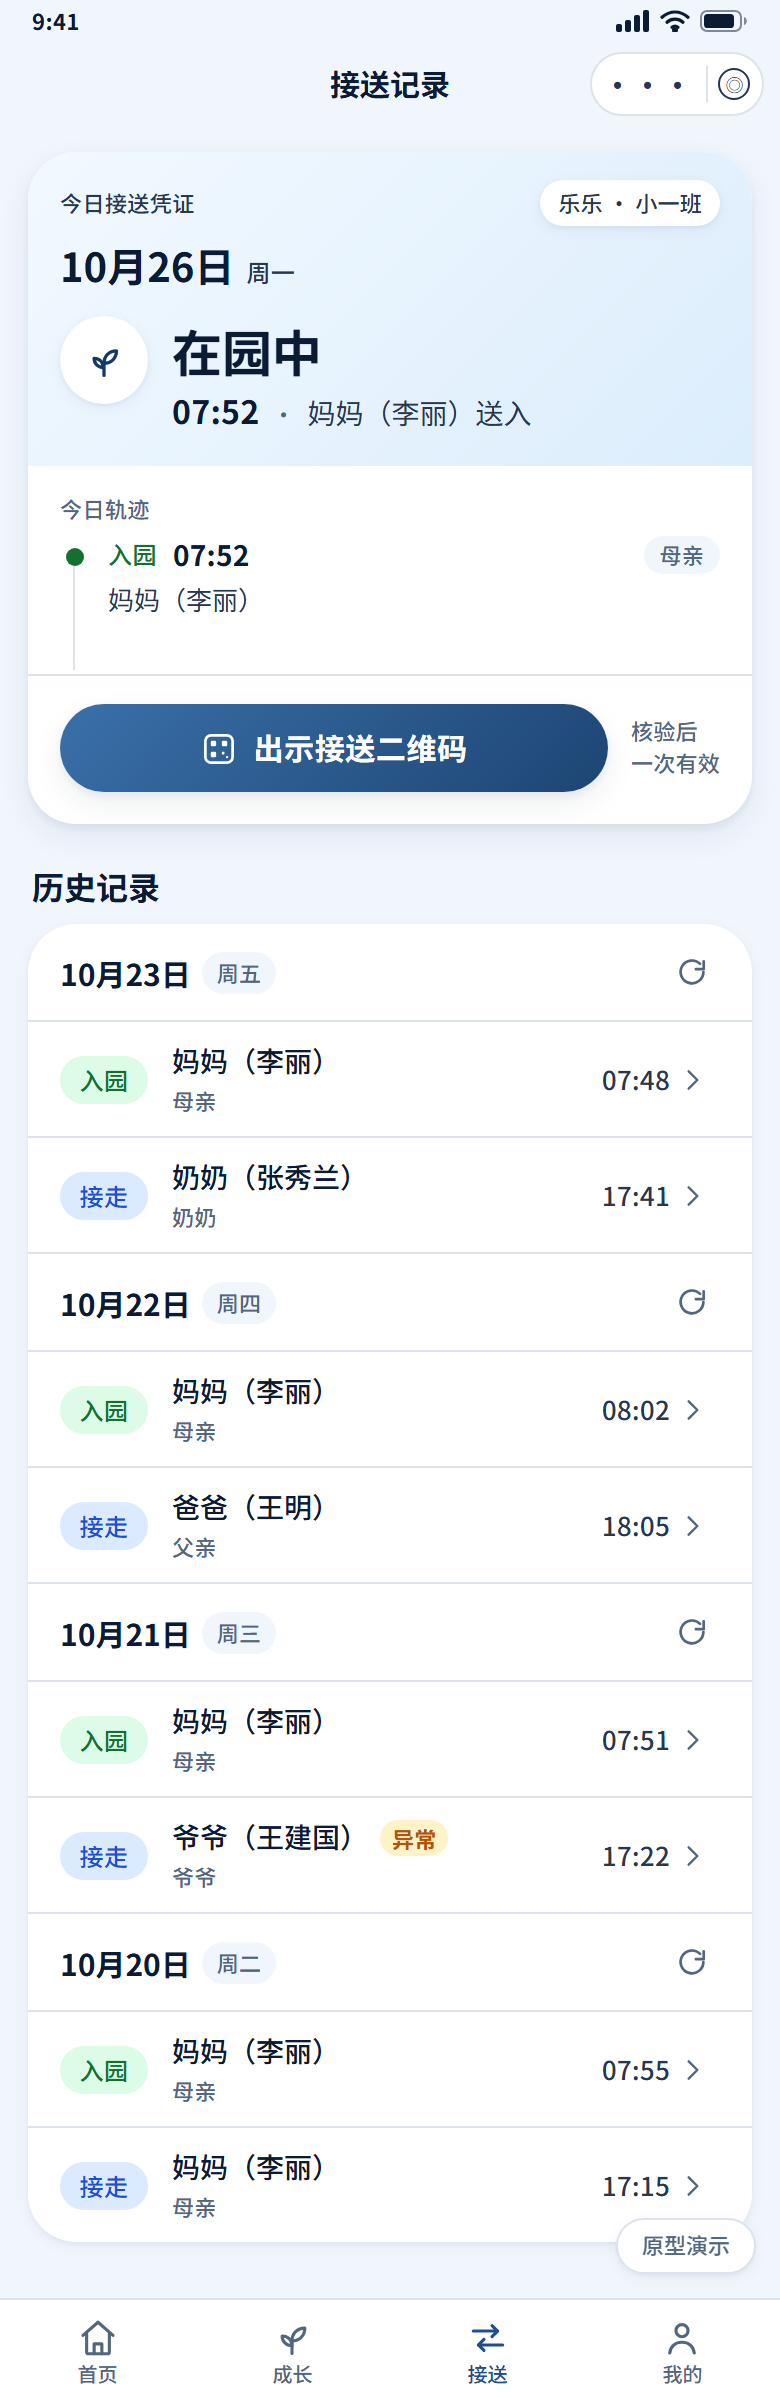 9:41
接送记录
今日接送凭证
乐乐 · 小一班
10月26日 周一
在园中
07:52 · 妈妈（李丽）送入
今日轨迹
入园 07:52 母亲
妈妈（李丽）
出示接送二维码
核验后
一次有效
历史记录
10月23日 周五
入园 妈妈（李丽） 07:48
母亲
接走 奶奶（张秀兰） 17:41
奶奶
10月22日 周四
入园 妈妈（李丽） 08:02
母亲
接走 爸爸（王明） 18:05
父亲
10月21日 周三
入园 妈妈（李丽） 07:51
母亲
接走 爷爷（王建国） 异常 17:22
爷爷
10月20日 周二
入园 妈妈（李丽） 07:55
母亲
接走 妈妈（李丽） 17:15
母亲
原型演示
首页 成长 接送 我的